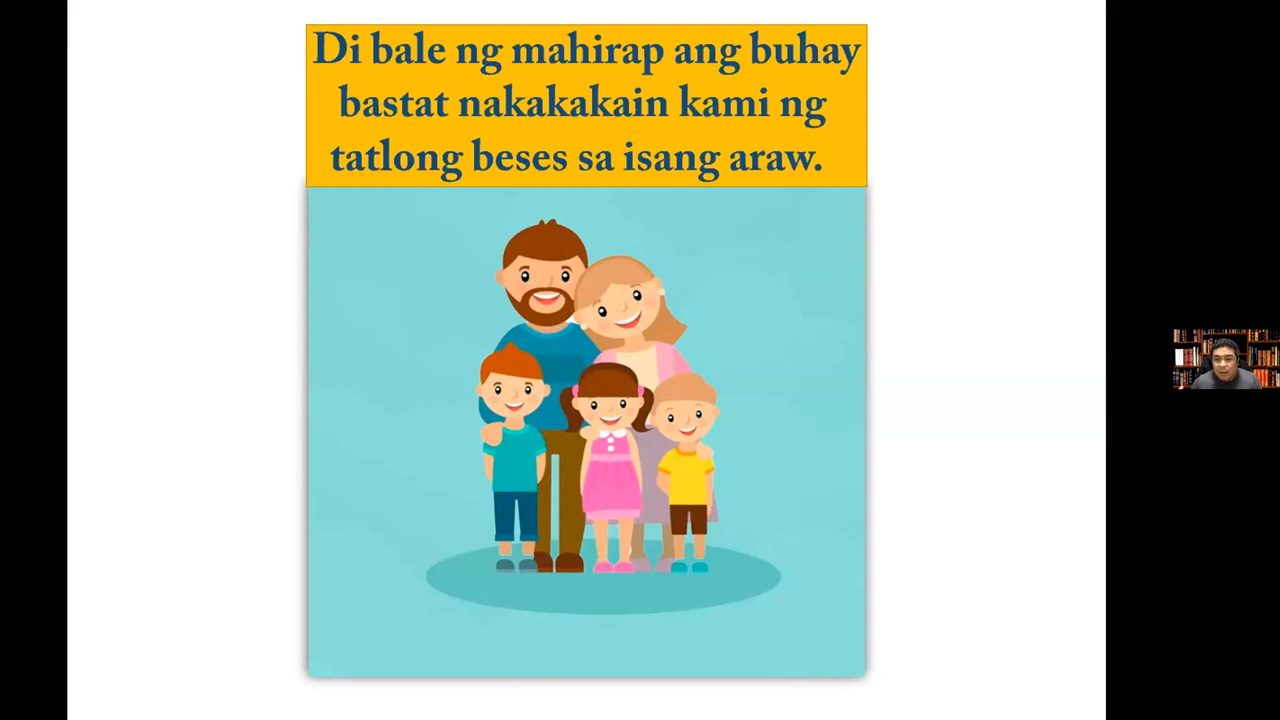 Di bale ng mahirap ang buhay
bastat nakakakain kami ng
tatlong beses sa isang araw.